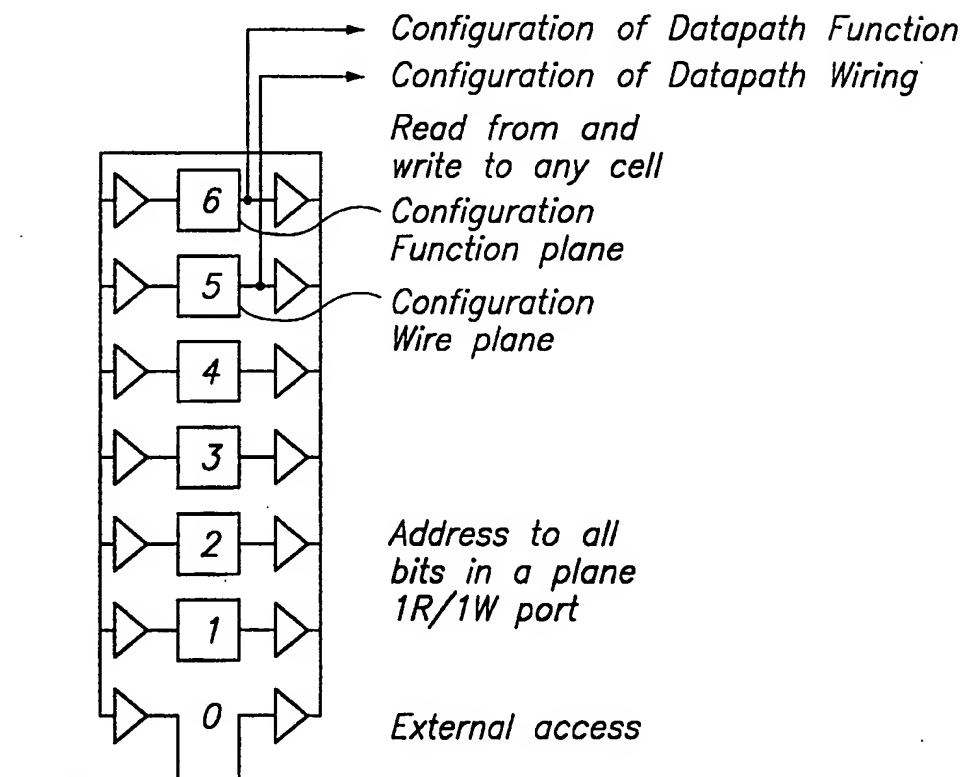 Configuration of Datapath Function
Configuration of Datapath Wiring
Read from and
write to any cell
6
Configuration
Function plane
5
Configuration
Wire plane
4
3
2
Address to all
bits in a plane
1R/1W port
1
0
External access